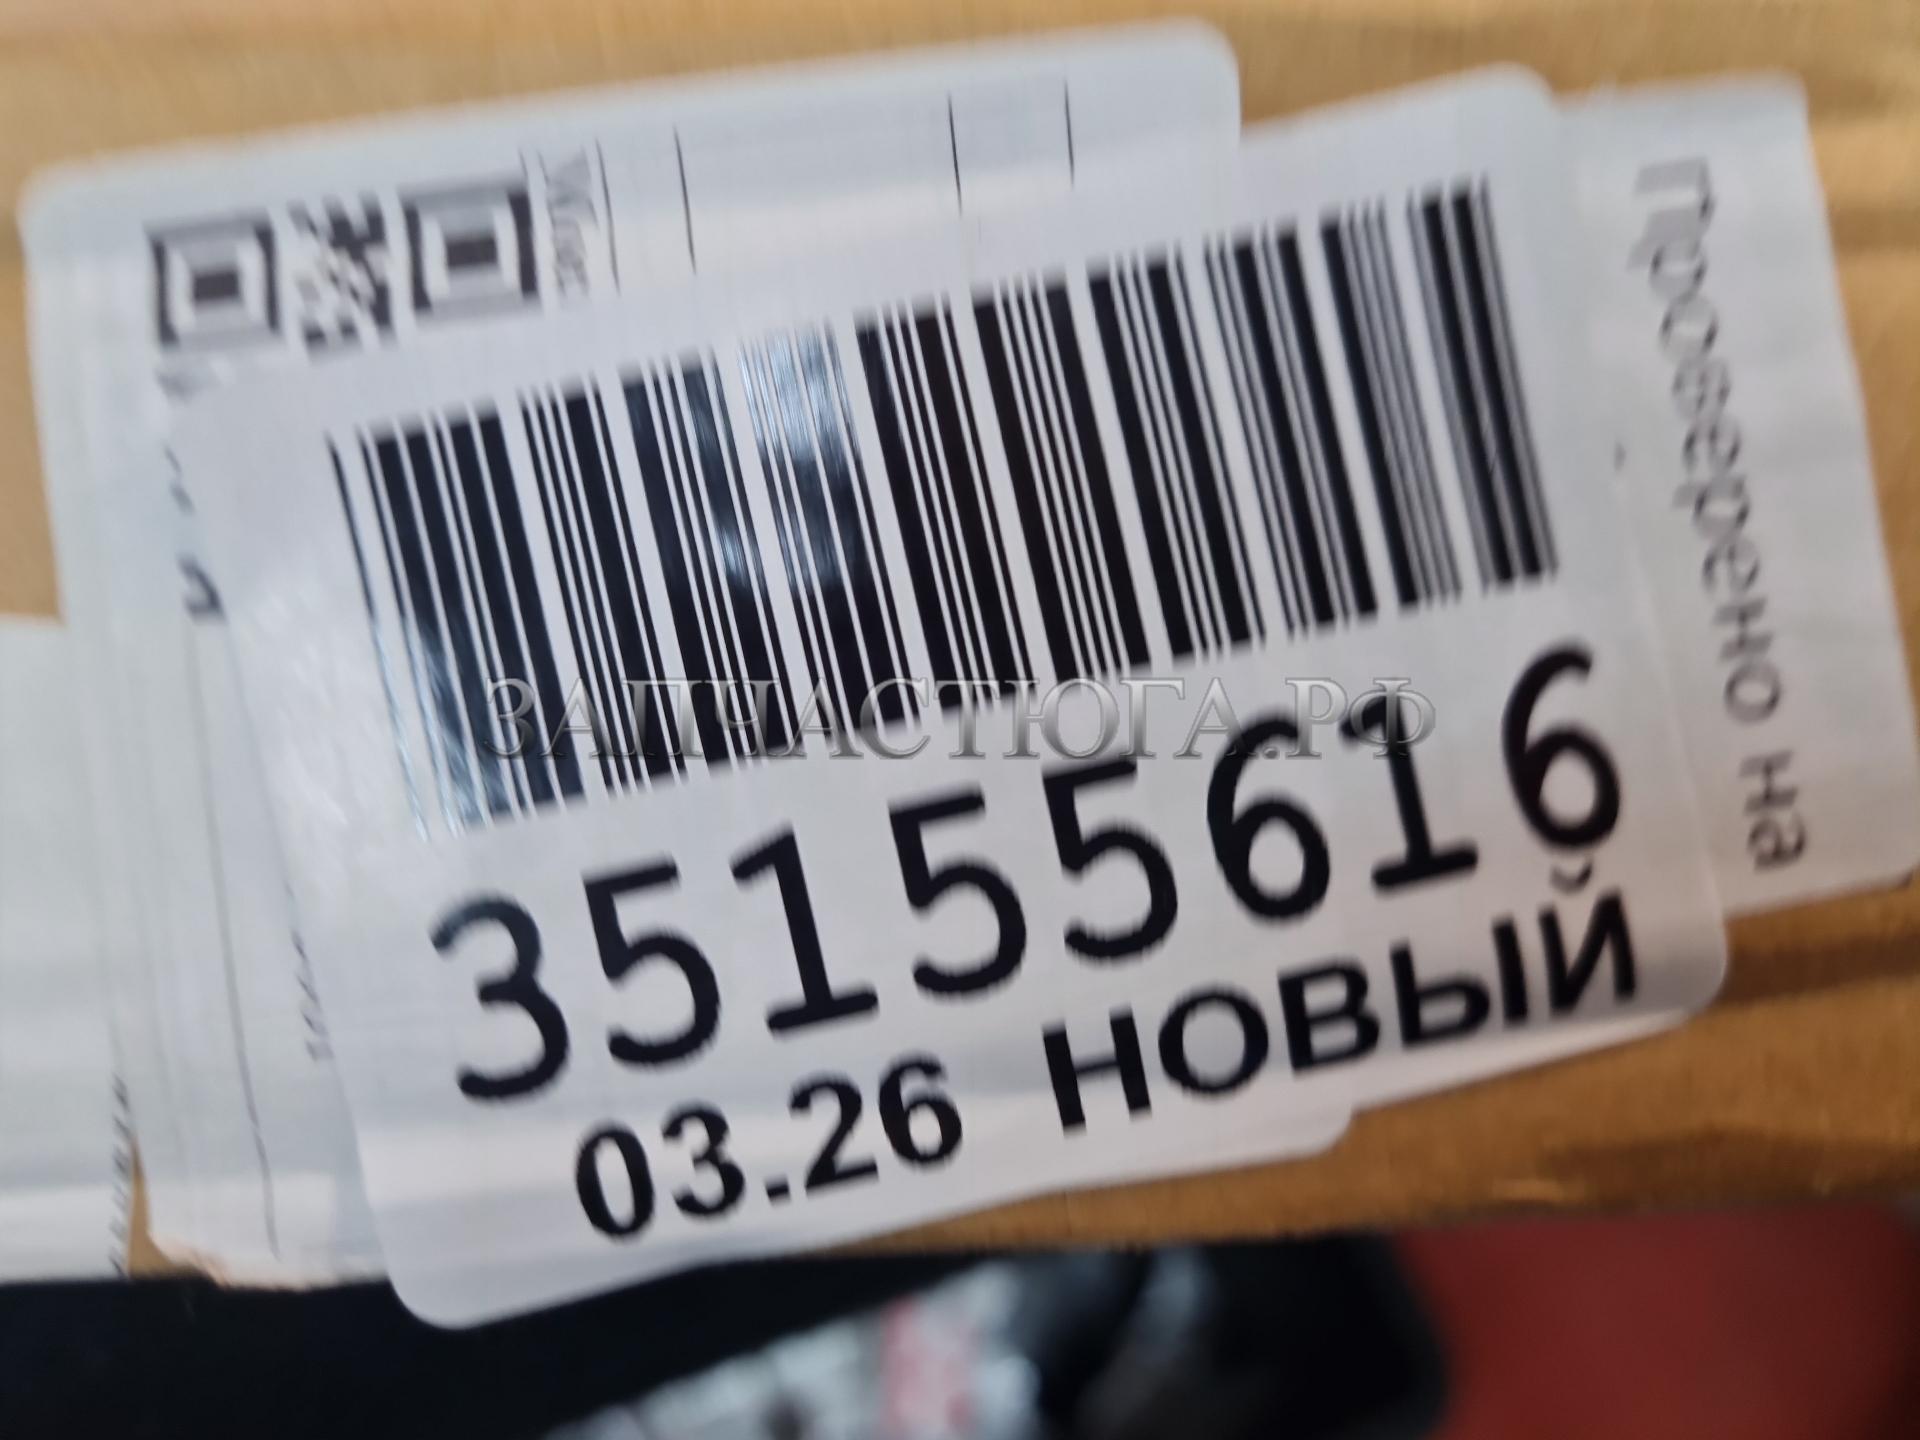 ЗАПЧАСТЮГА.РФ
35155616
03.26 НОВЫЙ
Проверено на